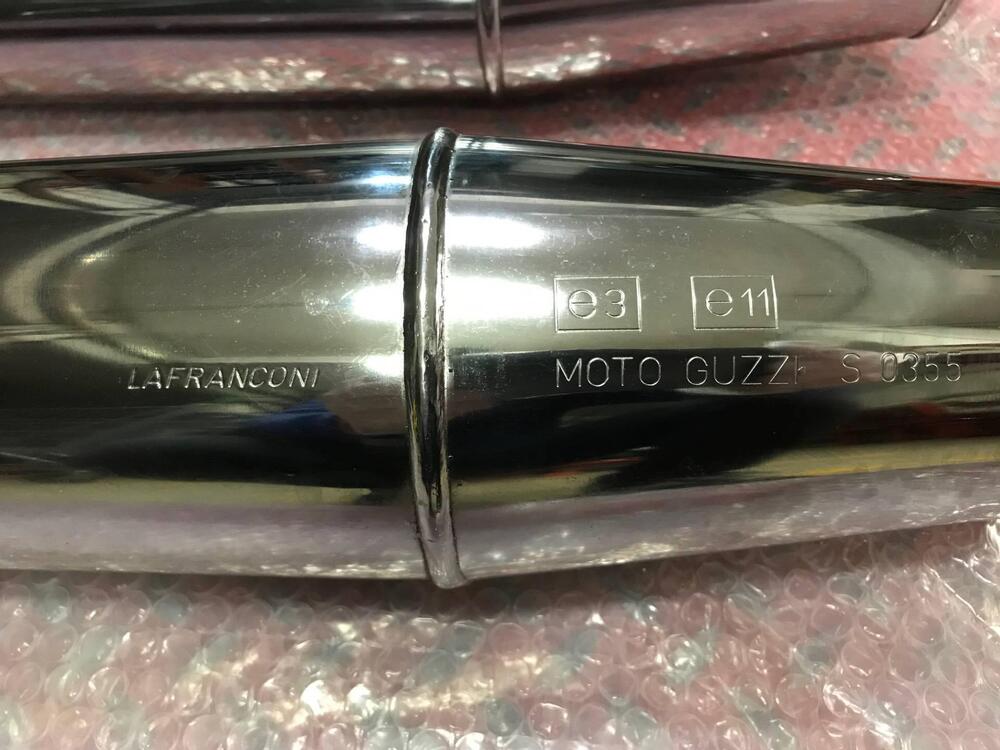 e3 e11
LAFRANCONI
MOTO GUZZI S 0355